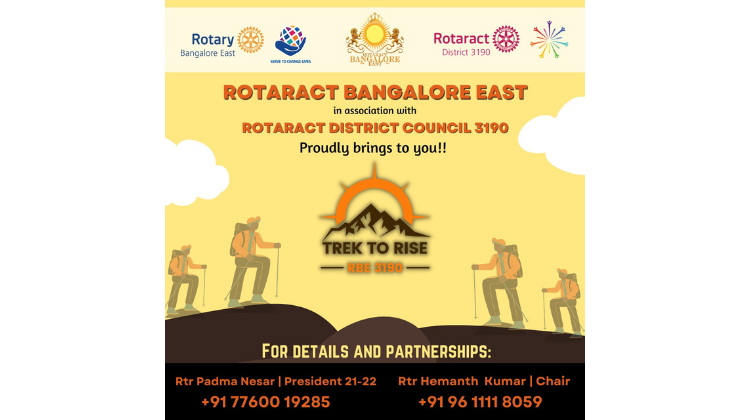 Rotary
Bangalore East
SERVE TO CHANGE LIVES
ROTARACT
BANGALORE
EAST
Rotaract
District 3190
ROTARACT BANGALORE EAST
in association with
ROTARACT DISTRICT COUNCIL 3190
Proudly brings to you!!
TREK TO RISE
RBE 3190
FOR DETAILS AND PARTNERSHIPS:
Rtr Padma Nesar | President 21-22
+91 77600 19285
Rtr Hemanth Kumar | Chair
+91 96 1111 8059